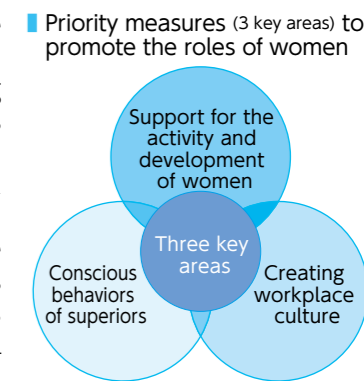 Priority measures (3 key areas) to
promote the roles of women
Support for the
activity and
development
of women
Three key
areas
Conscious
behaviors
of superiors
Creating
workplace
culture